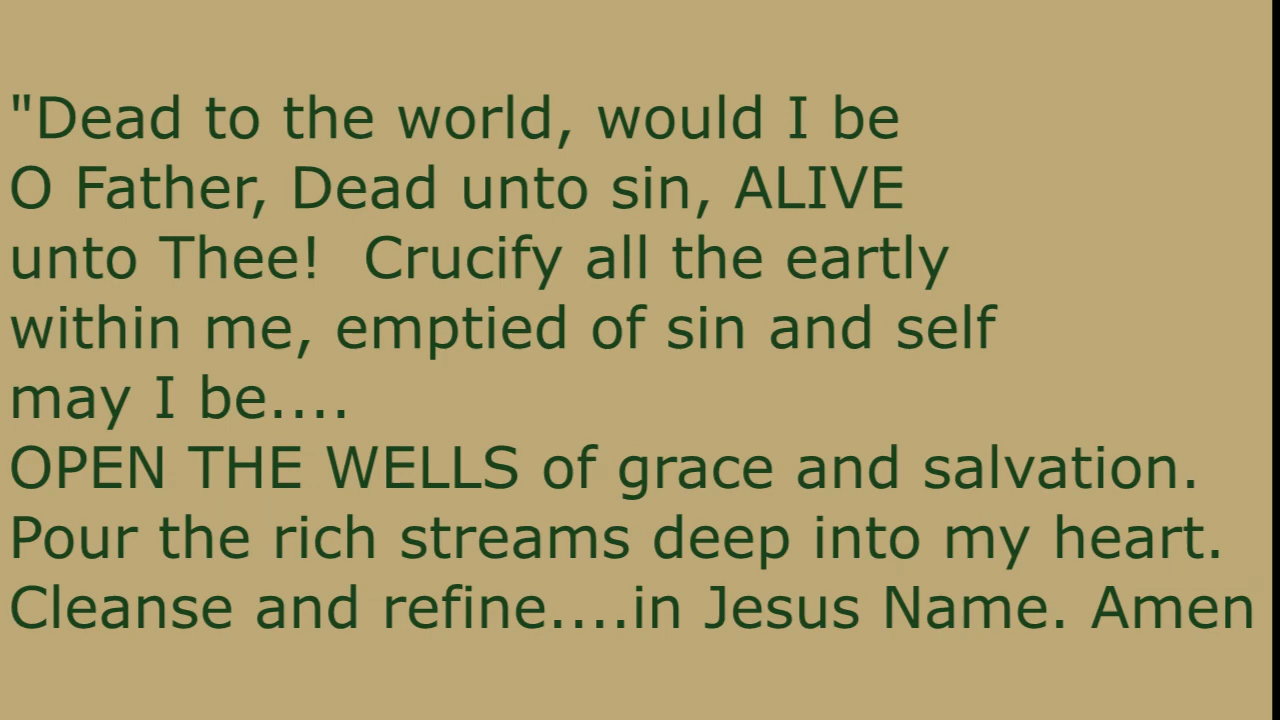 "Dead to the world, would I be
O Father, Dead unto sin, ALIVE
unto Thee!  Crucify all the eartly
within me, emptied of sin and self
may I be....
OPEN THE WELLS of grace and salvation.
Pour the rich streams deep into my heart.
Cleanse and refine....in Jesus Name. Amen